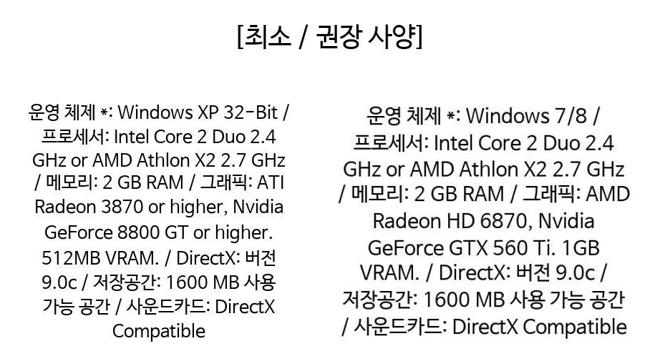 [최소 / 권장 사양]
운영 체제 *: Windows XP 32-Bit /
프로세서: Intel Core 2 Duo 2.4
GHz or AMD Athlon X2 2.7 GHz
/ 메모리: 2 GB RAM / 그래픽: ATI
Radeon 3870 or higher, Nvidia
GeForce 8800 GT or higher.
512MB VRAM. / DirectX: 버전
9.0c / 저장공간: 1600 MB 사용
가능 공간 / 사운드카드: DirectX
Compatible
운영 체제 *: Windows 7/8 /
프로세서: Intel Core 2 Duo 2.4
GHz or AMD Athlon X2 2.7 GHz
/ 메모리: 2 GB RAM / 그래픽: AMD
Radeon HD 6870, Nvidia
GeForce GTX 560 Ti. 1GB
VRAM. / DirectX: 버전 9.0c /
저장공간: 1600 MB 사용 가능 공간
/ 사운드카드: DirectX Compatible